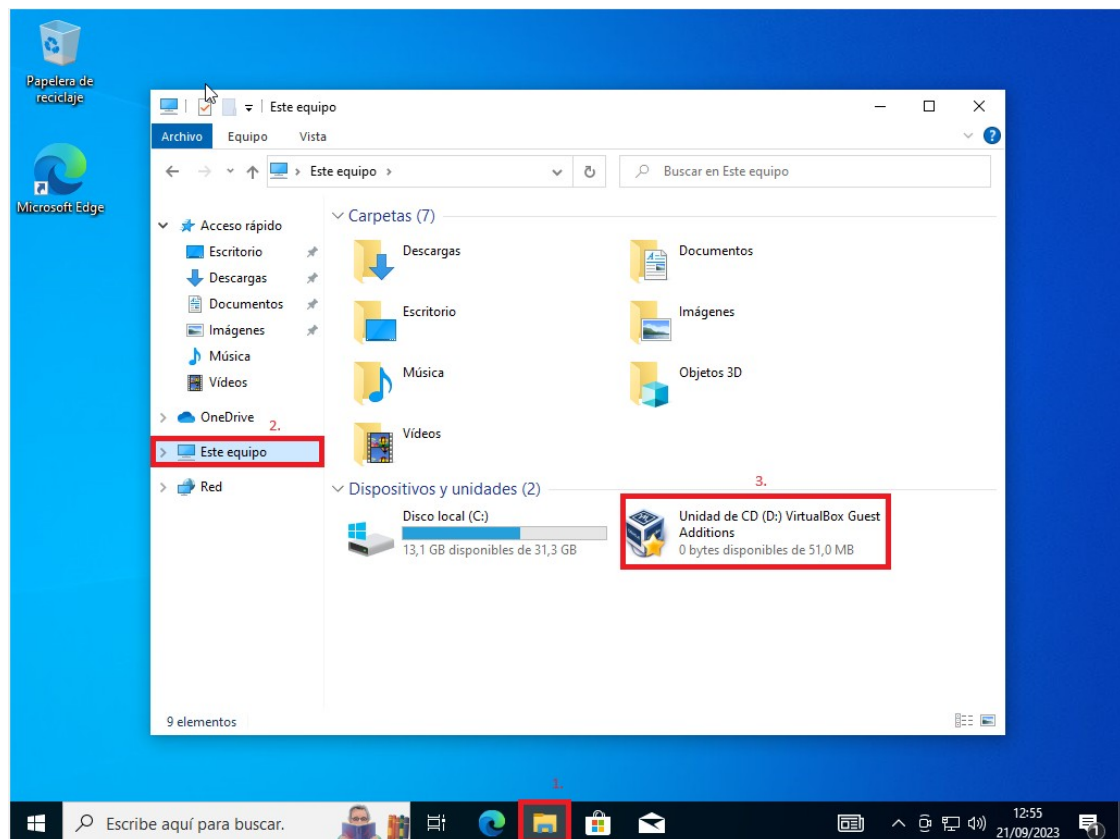 Papelera de
reciclaje
Microsoft Edge
Este equipo
Archivo Equipo Vista
Este equipo
Buscar en Este equipo
Acceso rápido
Escritorio
Descargas
Documentos
Imágenes
Música
Vídeos
OneDrive
2.
Este equipo
Red
Carpetas (7)
Descargas
Documentos
Escritorio
Imágenes
Música
Objetos 3D
Vídeos
Dispositivos y unidades (2)
3.
Disco local (C:)
13,1 GB disponibles de 31,3 GB
Unidad de CD (D:) VirtualBox Guest
Additions
0 bytes disponibles de 51,0 MB
9 elementos
1.
Escribe aquí para buscar.
12:55
21/09/2023